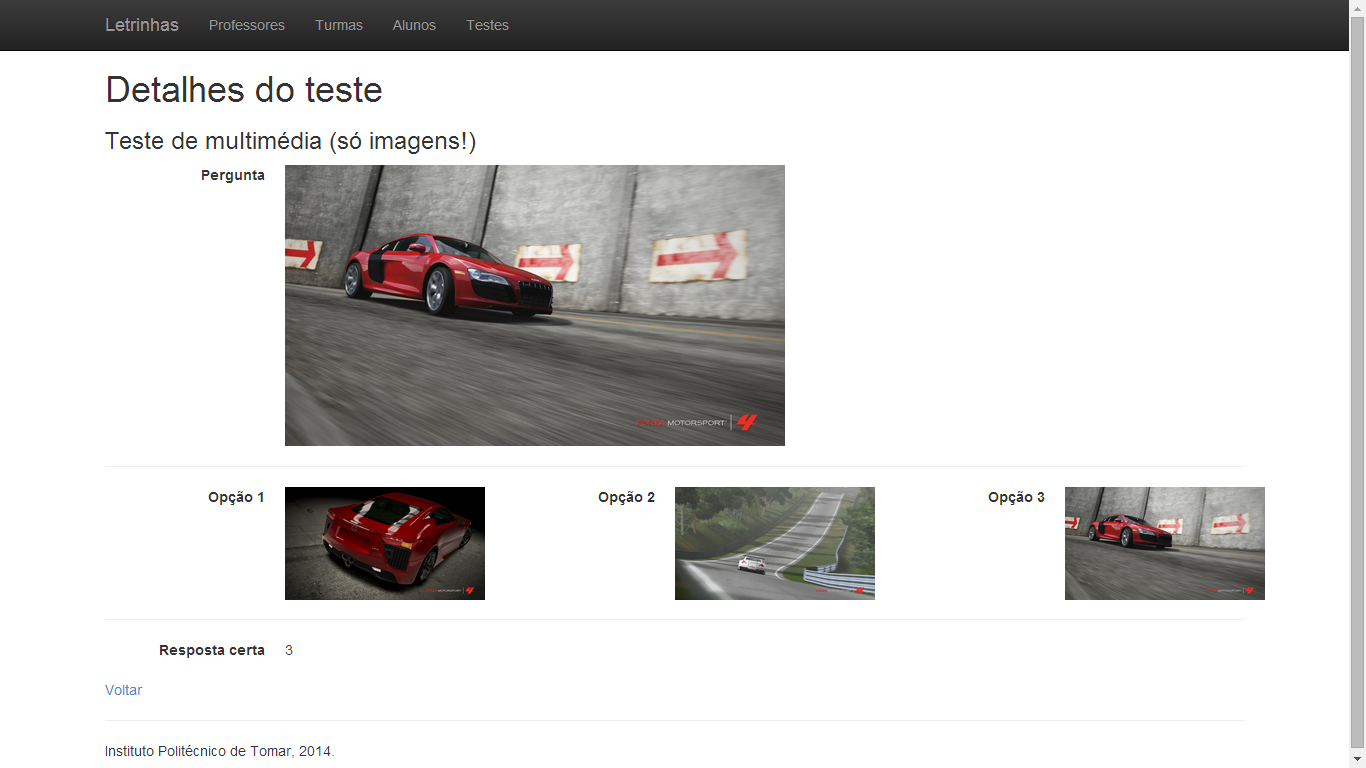 Letrinhas Professores Turmas Alunos Testes
Detalhes do teste
Teste de multimédia (só imagens!)
Pergunta
MOTORSPORT 4
Opção 1
Opção 2
Opção 3
Resposta certa 3
Voltar
Instituto Politécnico de Tomar, 2014.